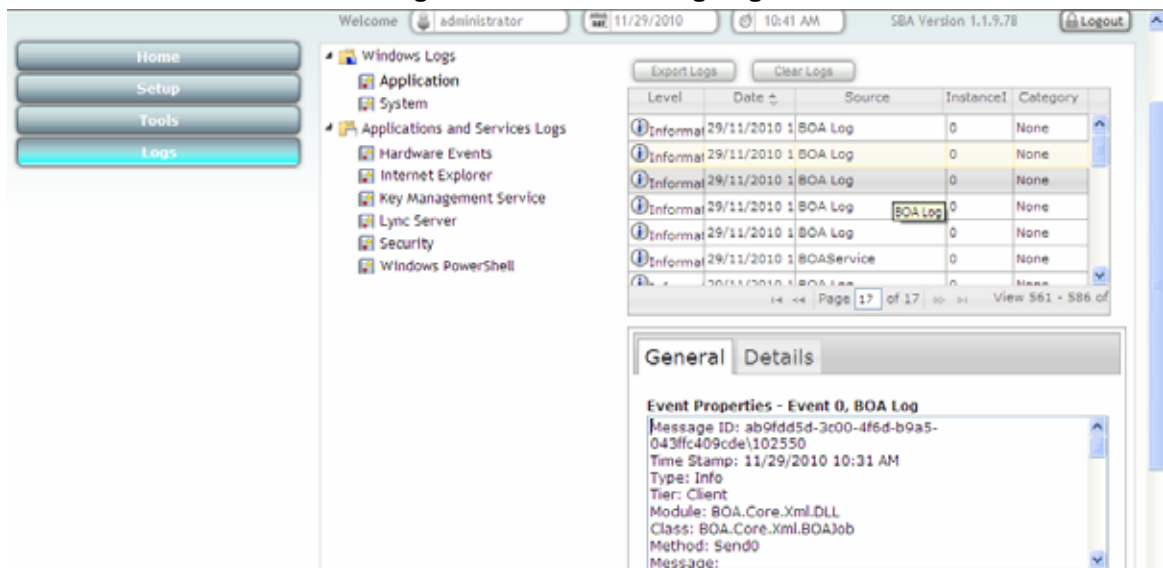 Welcome administrator 11/29/2010 10:41 AM SBA Version 1.1.9.78 Logout
Home
Setup
Tools
Logs
Windows Logs
Application
System
Applications and Services Logs
Hardware Events
Internet Explorer
Key Management Service
Lync Server
Security
Windows PowerShell
Export Logs Clear Logs
Level Date Source InstanceI Category
Informat 29/11/2010 1 BOA Log 0 None
Informat 29/11/2010 1 BOA Log 0 None
Informat 29/11/2010 1 BOA Log 0 None
Informat 29/11/2010 1 BOA Log 0 None
BOA Log
Informat 29/11/2010 1 BOA Log 0 None
Informat 29/11/2010 1 BOAService 0 None
Page 17 of 17 View 561 - 586 of
General Details
Event Properties - Event 0, BOA Log
Message ID: ab9fdd5d-3c00-4f6d-b9a5-
043ffc409cde\102550
Time Stamp: 11/29/2010 10:31 AM
Type: Info
Tier: Client
Module: BOA.Core.Xml.DLL
Class: BOA.Core.Xml.BOAJob
Method: Send0
Message: